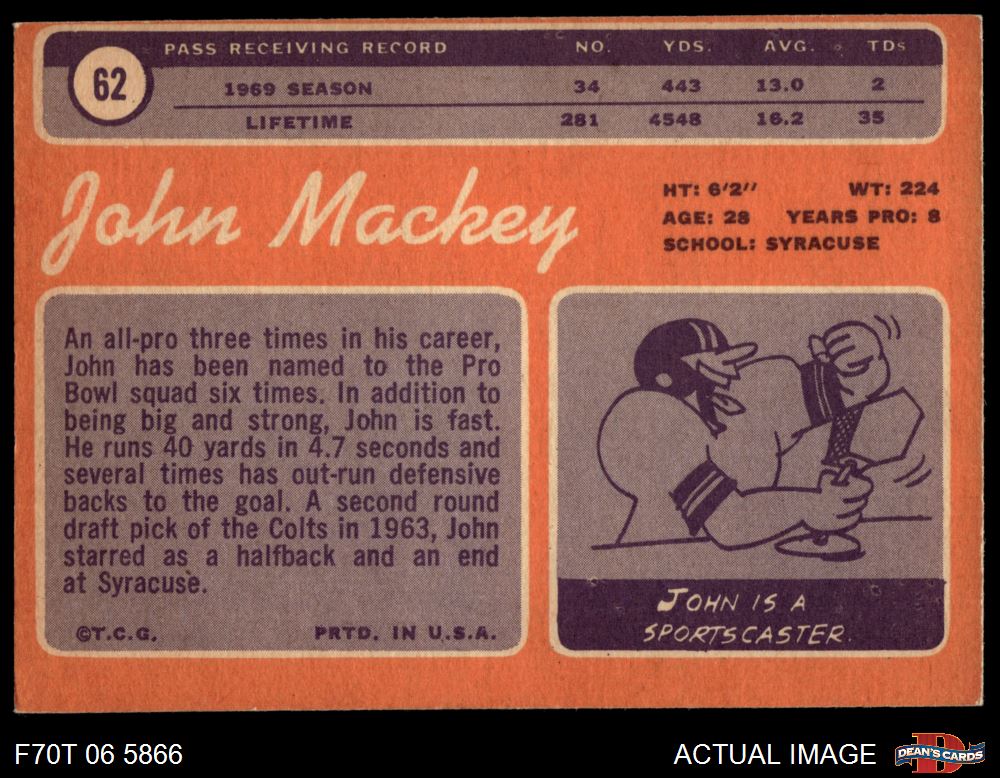 62
PASS RECEIVING RECORD NO. YDS. AVG. TDs
1969 SEASON 34 443 13.0 2
LIFETIME 281 4548 16.2 35
John Mackey
HT: 6'2" WT: 224
AGE: 28 YEARS PRO: 8
SCHOOL: SYRACUSE
An all-pro three times in his career,
John has been named to the Pro
Bowl squad six times. In addition to
being big and strong, John is fast.
He runs 40 yards in 4.7 seconds and
several times has out-run defensive
backs to the goal. A second round
draft pick of the Colts in 1963, John
starred as a halfback and an end
at Syracuse.
©T.C.G. PRTD. IN U.S.A.
JOHN IS A
SPORTSCASTER.
F70T 06 5866 ACTUAL IMAGE DEAN'S CARDS